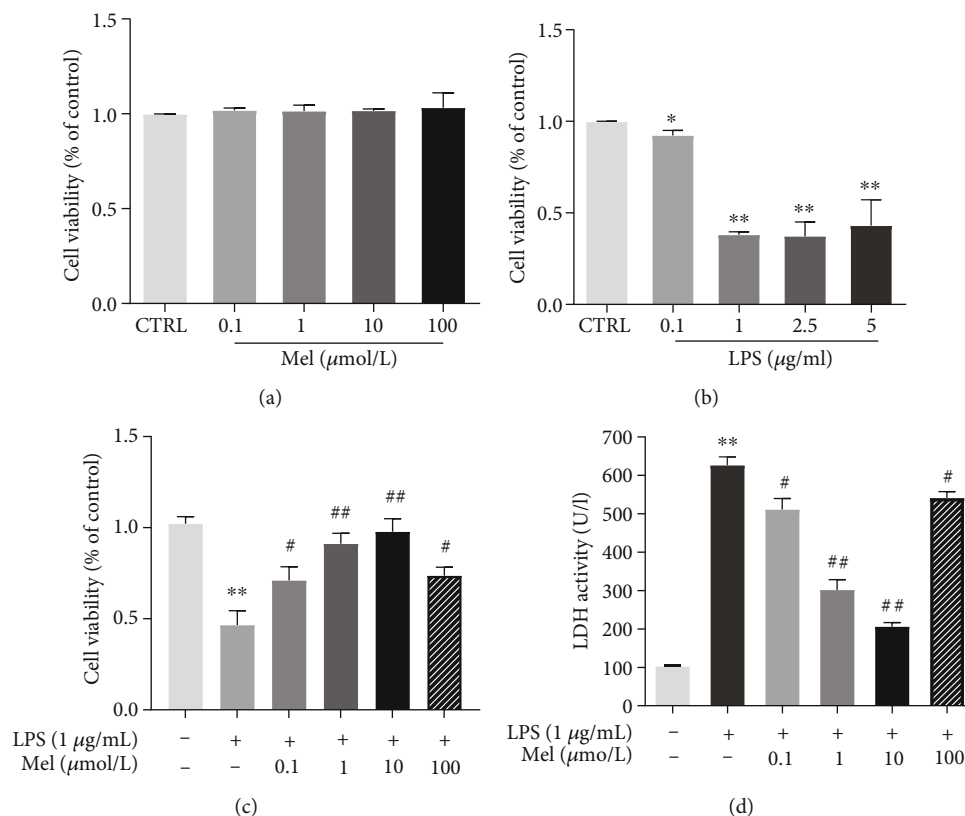 Cell viability (% of control)
1.5
1.0
0.5
0.0
CTRL 0.1 1 10 100
Mel (μmol/L)
(a)
Cell viability (% of control)
1.5
1.0
0.5
0.0
* ** ** **
CTRL 0.1 1 2.5 5
LPS (μg/ml)
(b)
Cell viability (% of control)
1.5
1.0
0.5
0.0
** # ## ## #
LPS (1 μg/mL) – + + + + +
Mel (μmol/L) – – 0.1 1 10 100
(c)
LDH activity (U/l)
700
600
500
400
300
200
100
0
** # ## ## #
LPS (1 μg/mL) – + + + + +
Mel (μmol/L) – – 0.1 1 10 100
(d)